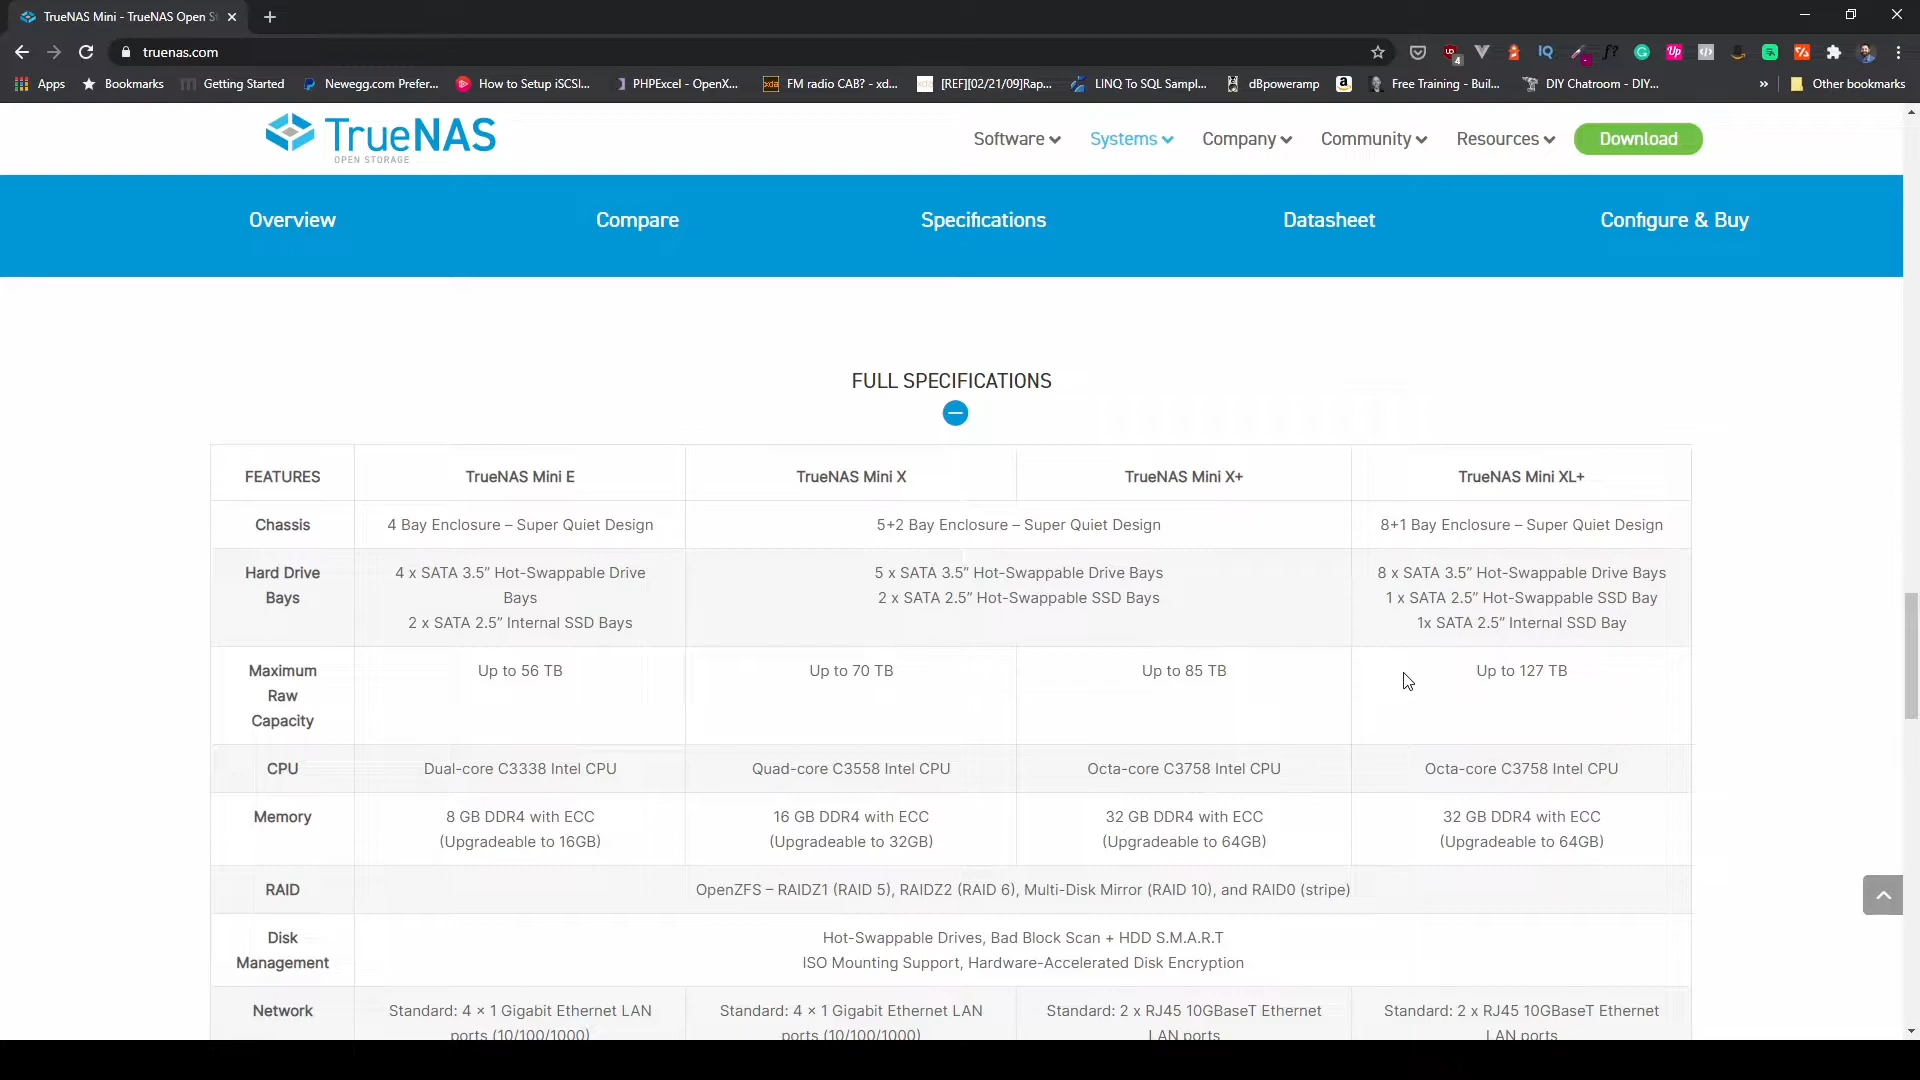 TrueNAS Mini - TrueNAS Open S
truenas.com
4
Apps
Bookmarks
Getting Started
Newegg.com Prefer...
How to Setup iSCSI...
PHPExcel - OpenX...
FM radio CAB? - xd...
[REF][02/21/09]Rap...
LINQ To SQL Sampl...
dBpoweramp
Free Training - Buil...
DIY Chatroom - DIY...
»
Other bookmarks
TrueNAS
OPEN STORAGE
Software
Systems
Company
Community
Resources
Download
Overview
Compare
Specifications
Datasheet
Configure & Buy
FULL SPECIFICATIONS
FEATURES
TrueNAS Mini E
TrueNAS Mini X
TrueNAS Mini X+
TrueNAS Mini XL+
Chassis
4 Bay Enclosure – Super Quiet Design
5+2 Bay Enclosure – Super Quiet Design
8+1 Bay Enclosure – Super Quiet Design
Hard Drive
Bays
4 x SATA 3.5” Hot-Swappable Drive
Bays
2 x SATA 2.5” Internal SSD Bays
5 x SATA 3.5” Hot-Swappable Drive Bays
2 x SATA 2.5” Hot-Swappable SSD Bays
8 x SATA 3.5” Hot-Swappable Drive Bays
1 x SATA 2.5” Hot-Swappable SSD Bay
1x SATA 2.5” Internal SSD Bay
Maximum
Raw
Capacity
Up to 56 TB
Up to 70 TB
Up to 85 TB
Up to 127 TB
CPU
Dual-core C3338 Intel CPU
Quad-core C3558 Intel CPU
Octa-core C3758 Intel CPU
Octa-core C3758 Intel CPU
Memory
8 GB DDR4 with ECC
(Upgradeable to 16GB)
16 GB DDR4 with ECC
(Upgradeable to 32GB)
32 GB DDR4 with ECC
(Upgradeable to 64GB)
32 GB DDR4 with ECC
(Upgradeable to 64GB)
RAID
OpenZFS – RAIDZ1 (RAID 5), RAIDZ2 (RAID 6), Multi-Disk Mirror (RAID 10), and RAID0 (stripe)
Disk
Management
Hot-Swappable Drives, Bad Block Scan + HDD S.M.A.R.T
ISO Mounting Support, Hardware-Accelerated Disk Encryption
Network
Standard: 4 x 1 Gigabit Ethernet LAN
ports (10/100/1000)
Standard: 4 x 1 Gigabit Ethernet LAN
ports (10/100/1000)
Standard: 2 x RJ45 10GBaseT Ethernet
LAN ports
Standard: 2 x RJ45 10GBaseT Ethernet
LAN ports